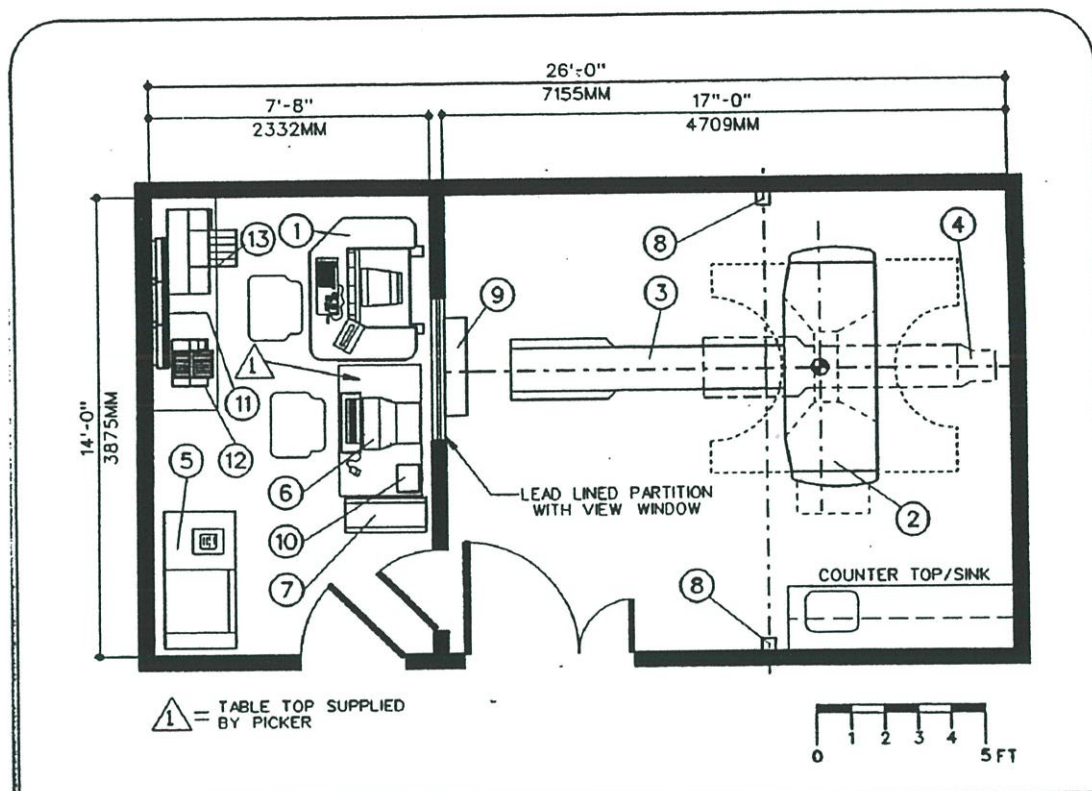 26'-0"
7155MM
7'-8"
2332MM
17"-0"
4709MM
14'-0"
3875MM
13
1
8
4
9
3
1
11
12
5
6
LEAD LINED PARTITION
WITH VIEW WINDOW
2
10
7
8
COUNTER TOP/SINK
1 = TABLE TOP SUPPLIED
BY PICKER
0 1 2 3 4 5 FT